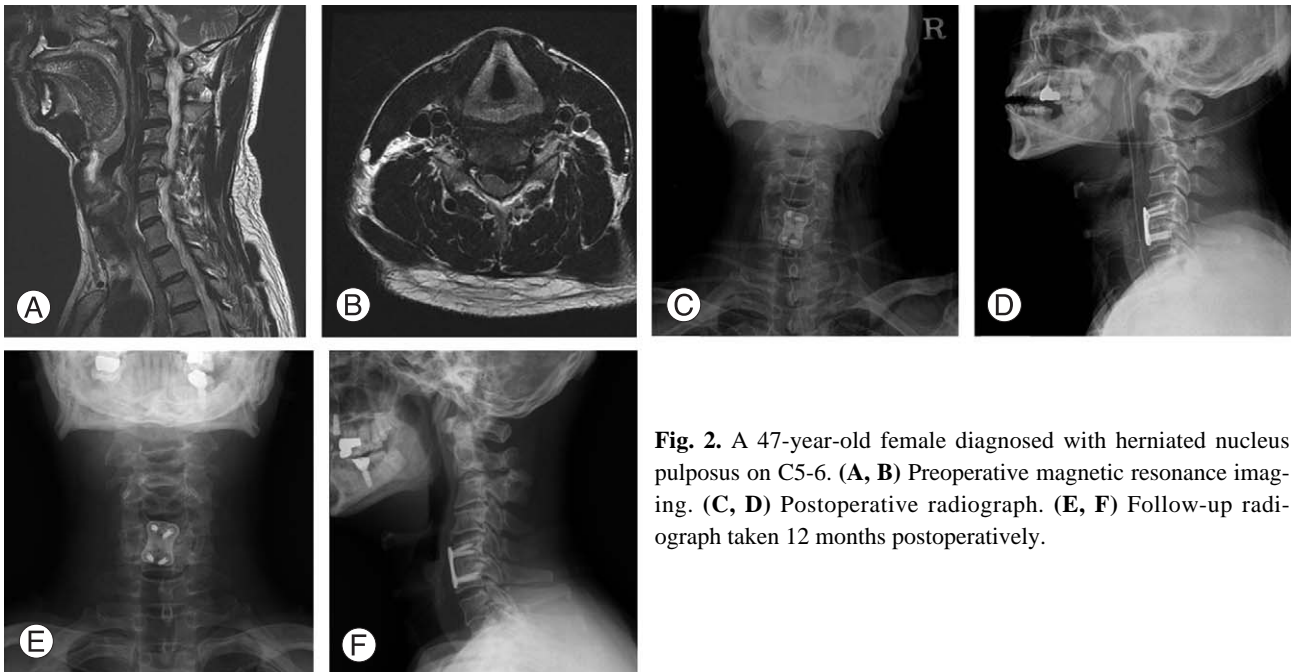 R
A
B
C
D
E
F
Fig. 2. A 47-year-old female diagnosed with herniated nucleus
pulposus on C5-6. (A, B) Preoperative magnetic resonance imag-
ing. (C, D) Postoperative radiograph. (E, F) Follow-up radi-
ograph taken 12 months postoperatively.